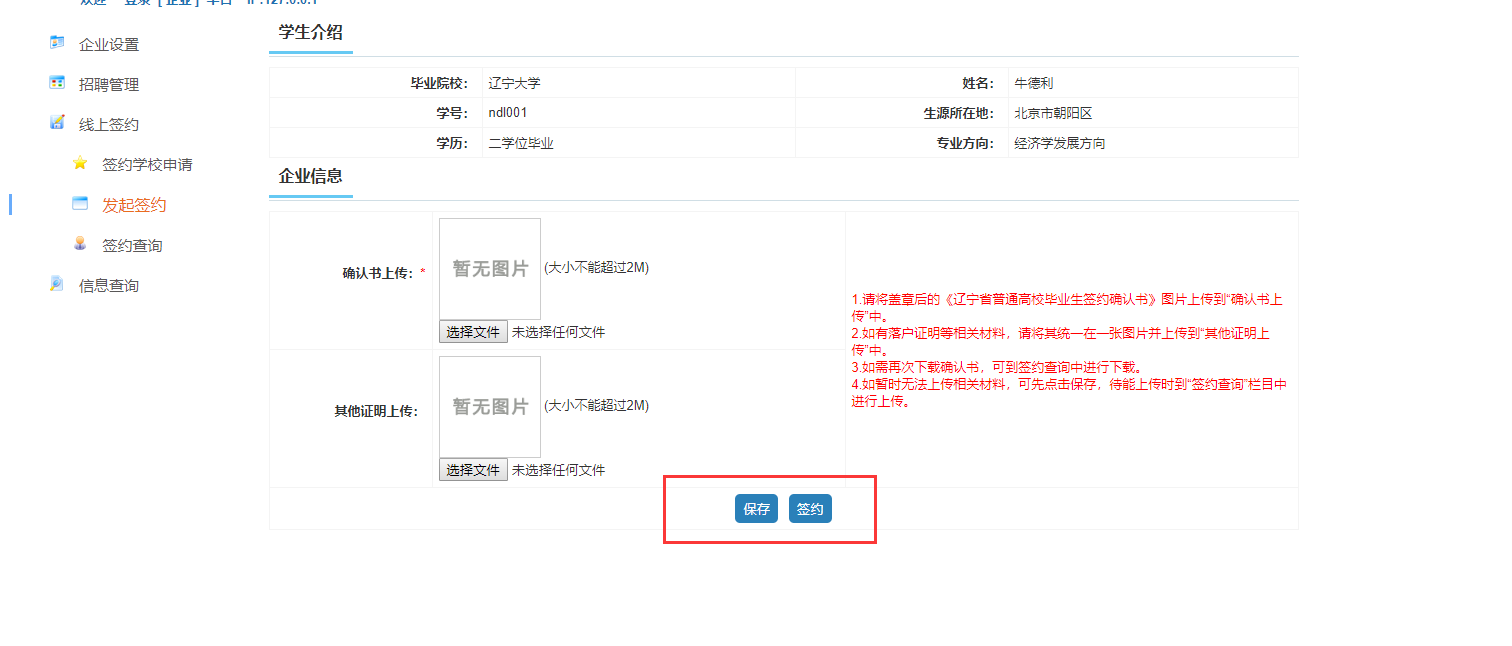 欢迎 登录 [ 企业 ] 平台 IP:127.0.0.1
企业设置
招聘管理
线上签约
签约学校申请
发起签约
签约查询
信息查询
学生介绍
毕业院校： 辽宁大学 姓名： 牛德利
学号： ndl001 生源所在地： 北京市朝阳区
学历： 二学位毕业 专业方向： 经济学发展方向
企业信息
确认书上传：*
暂无图片 (大小不能超过2M)
选择文件 未选择任何文件
其他证明上传：
暂无图片 (大小不能超过2M)
选择文件 未选择任何文件
1.请将盖章后的《辽宁省普通高校毕业生签约确认书》图片上传到“确认书上
传”中。
2.如有落户证明等相关材料，请将其统一在一张图片并上传到“其他证明上
传”中。
3.如需再次下载确认书，可到签约查询中进行下载。
4.如暂时无法上传相关材料，可先点击保存，待能上传时到“签约查询”栏目中
进行上传。
保存 签约